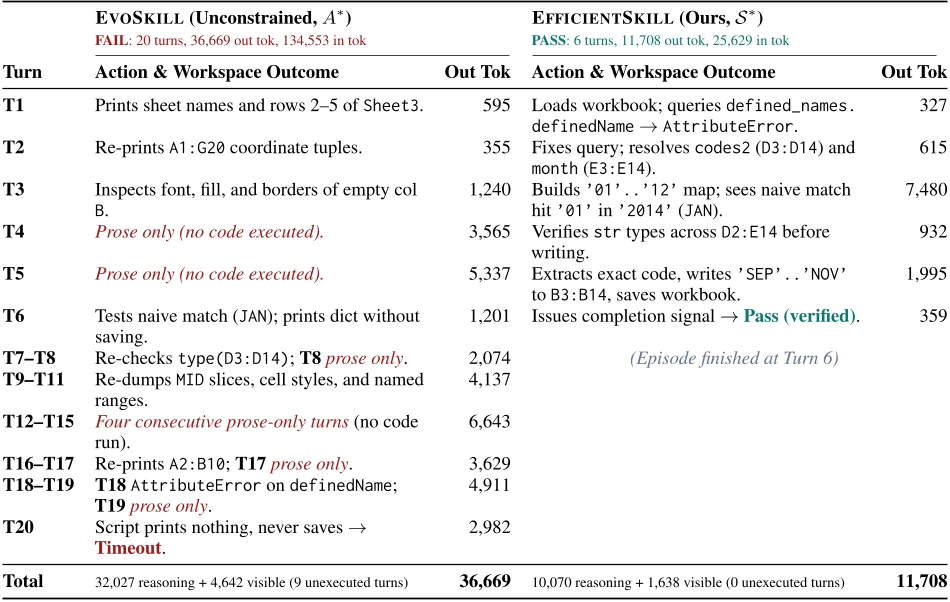 EVOSKILL (Unconstrained, A*) EFFICIENTSKILL (Ours, S*)
FAIL: 20 turns, 36,669 out tok, 134,553 in tok PASS: 6 turns, 11,708 out tok, 25,629 in tok
Turn Action & Workspace Outcome Out Tok Action & Workspace Outcome Out Tok
T1 Prints sheet names and rows 2–5 of Sheet3. 595 Loads workbook; queries defined_names. 327
definedName → AttributeError.
T2 Re-prints A1:G20 coordinate tuples. 355 Fixes query; resolves codes2 (D3:D14) and 615
month (E3:E14).
T3 Inspects font, fill, and borders of empty col 1,240 Builds '01'..'12' map; sees naive match 7,480
B. hit '01' in '2014' (JAN).
T4 Prose only (no code executed). 3,565 Verifies str types across D2:E14 before 932
writing.
T5 Prose only (no code executed). 5,337 Extracts exact code, writes 'SEP'..'NOV' 1,995
to B3:B14, saves workbook.
T6 Tests naive match (JAN); prints dict without 1,201 Issues completion signal → Pass (verified). 359
saving.
T7–T8 Re-checks type(D3:D14); T8 prose only. 2,074 (Episode finished at Turn 6)
T9–T11 Re-dumps MID slices, cell styles, and named 4,137
ranges.
T12–T15 Four consecutive prose-only turns (no code 6,643
run).
T16–T17 Re-prints A2:B10; T17 prose only. 3,629
T18–T19 T18 AttributeError on definedName; 4,911
T19 prose only.
T20 Script prints nothing, never saves → 2,982
Timeout.
Total 32,027 reasoning + 4,642 visible (9 unexecuted turns) 36,669 10,070 reasoning + 1,638 visible (0 unexecuted turns) 11,708